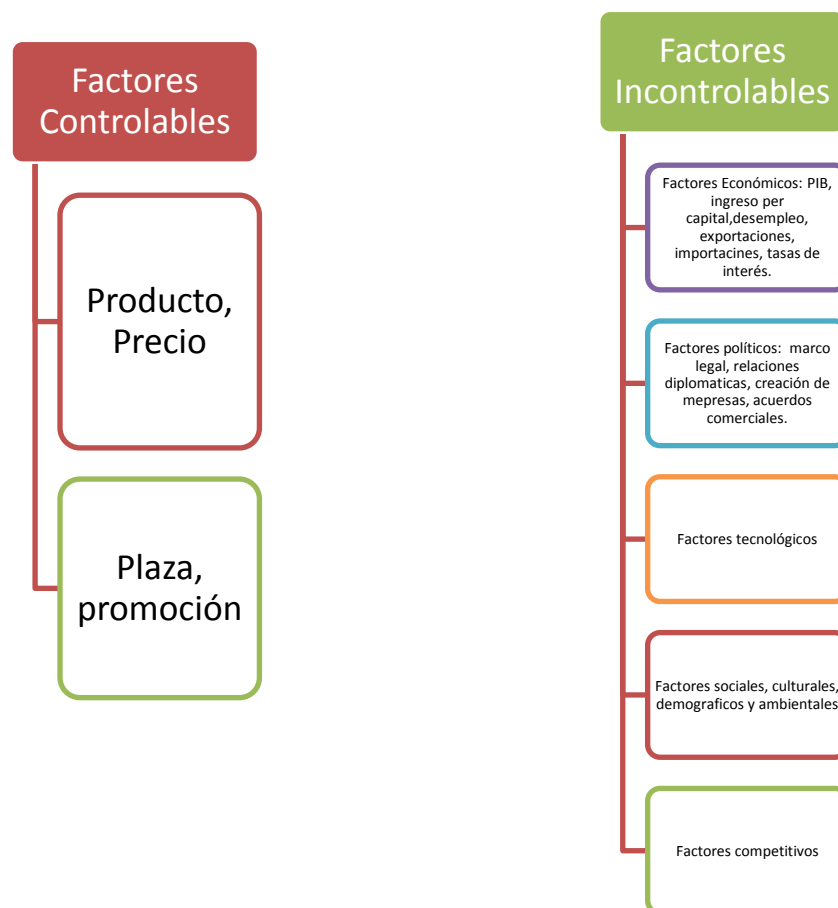 Factores
Controlables
Producto,
Precio
Plaza,
promoción
Factores
Incontrolables
Factores Económicos: PIB,
ingreso per
capital,desempleo,
exportaciones,
importacines, tasas de
interés.
Factores políticos:  marco
legal, relaciones
diplomaticas, creación de
mepresas, acuerdos
comerciales.
Factores tecnológicos
Factores sociales, culturales,
demograficos y ambientales
Factores competitivos